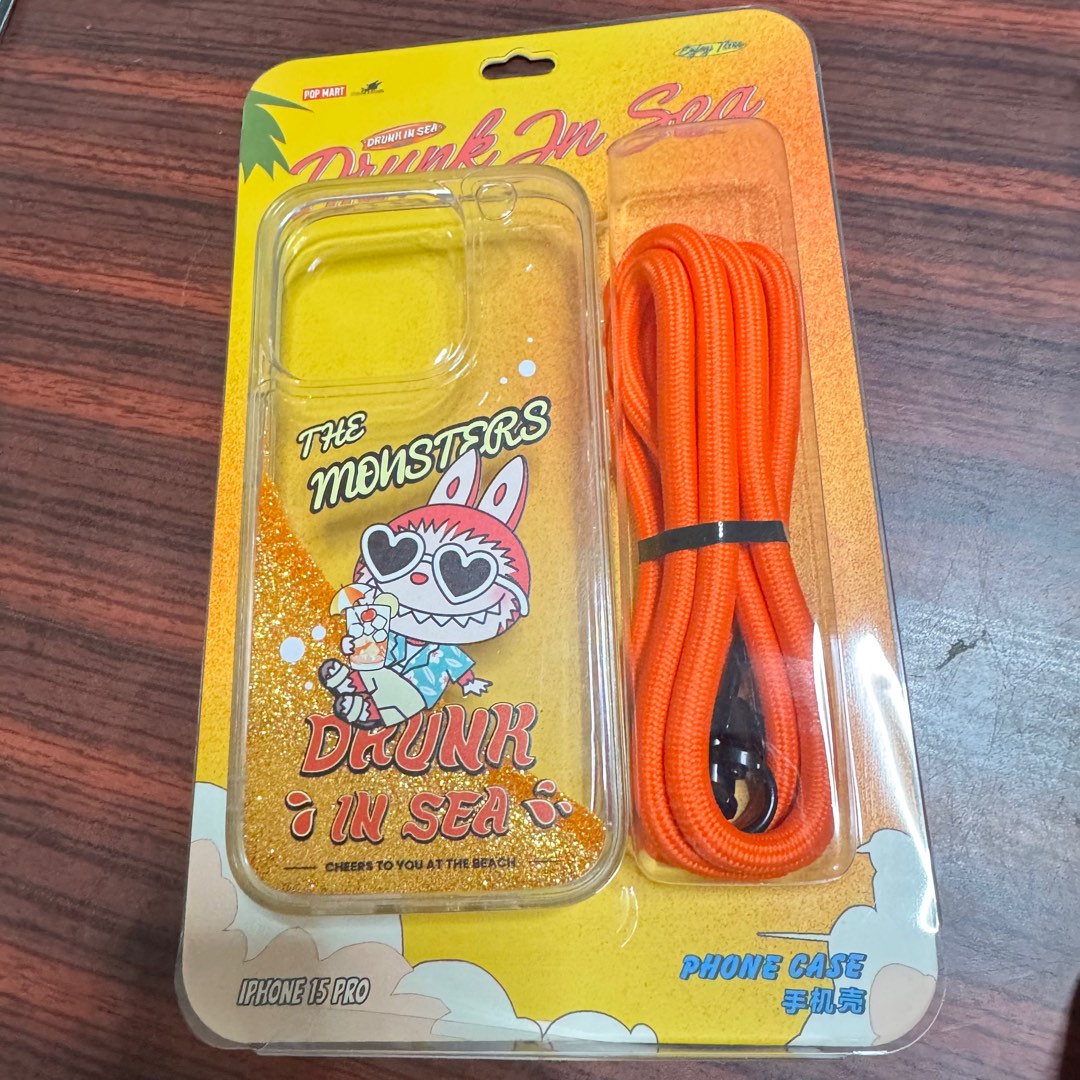 POP MART
Enjoy Time
DRUNK IN SEA
Drunk In Sea
THE
MONSTERS
DRUNK
IN SEA
CHEERS TO YOU AT THE BEACH
IPHONE 15 PRO
PHONE CASE
手机壳